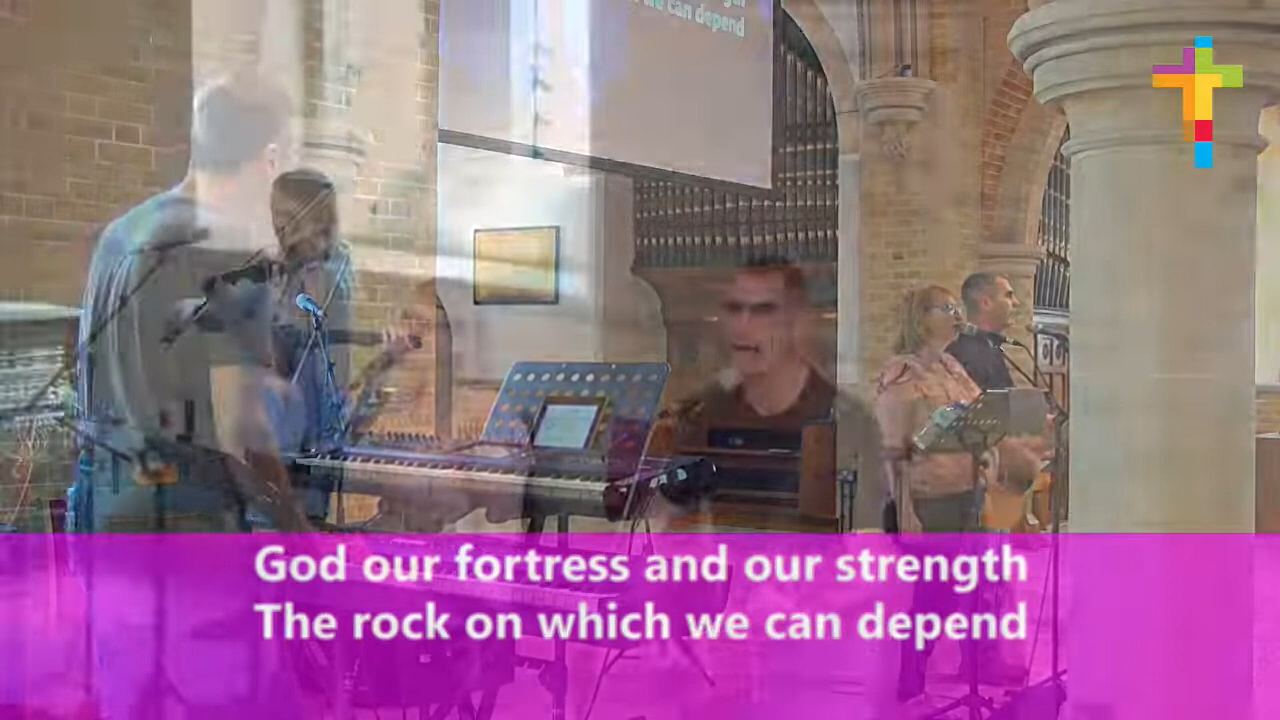 we can depend
God our fortress and our strength
The rock on which we can depend